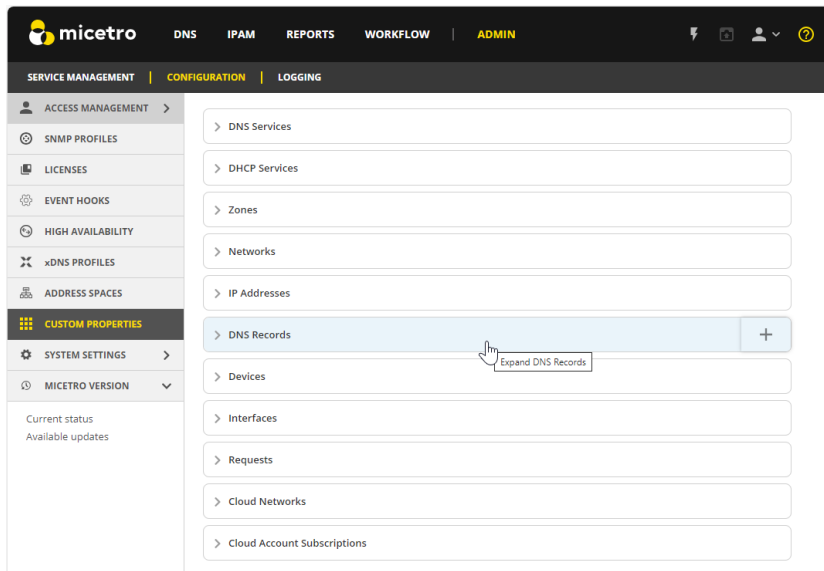 micetro DNS IPAM REPORTS WORKFLOW | ADMIN
SERVICE MANAGEMENT | CONFIGURATION | LOGGING
ACCESS MANAGEMENT
SNMP PROFILES
LICENSES
EVENT HOOKS
HIGH AVAILABILITY
xDNS PROFILES
ADDRESS SPACES
CUSTOM PROPERTIES
SYSTEM SETTINGS
MICETRO VERSION
Current status
Available updates
DNS Services
DHCP Services
Zones
Networks
IP Addresses
DNS Records
Expand DNS Records
Devices
Interfaces
Requests
Cloud Networks
Cloud Account Subscriptions